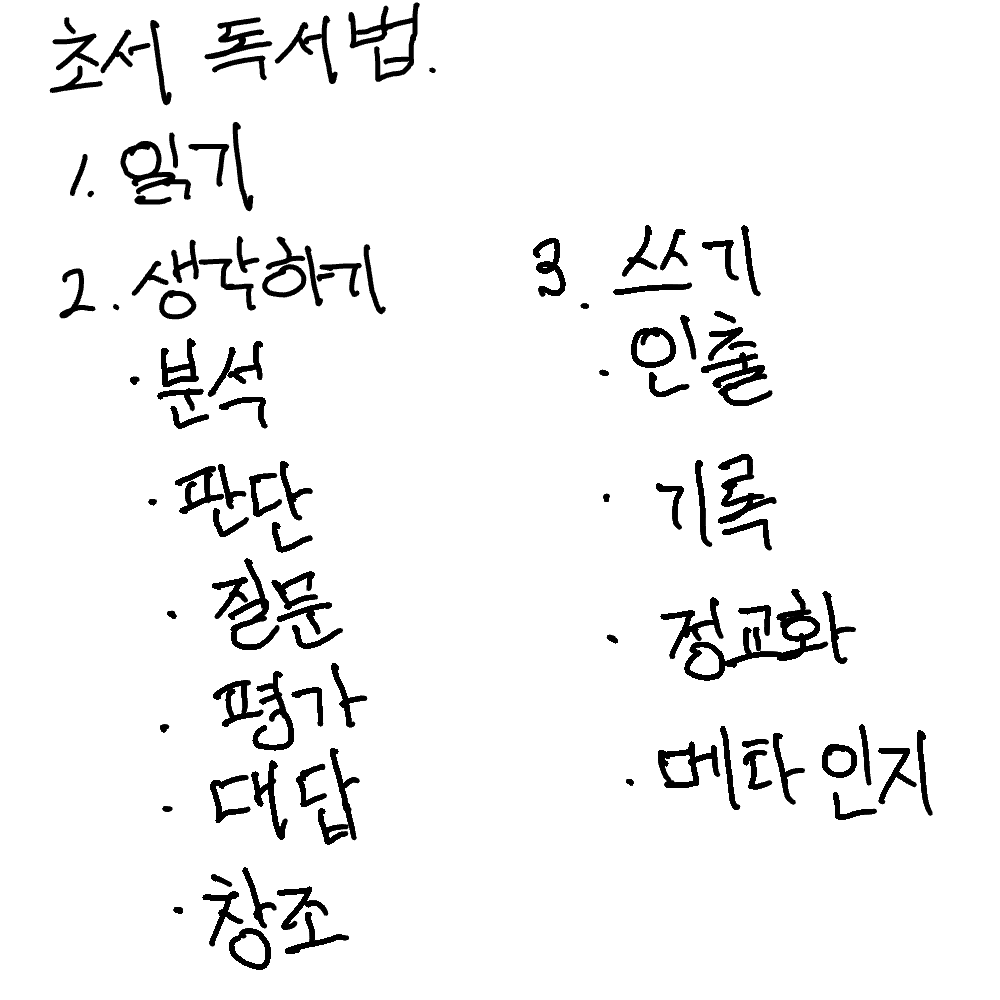 초서 독서법.
1. 읽기
2. 생각하기
· 분석
· 판단
· 질문
· 평가
· 대답
· 창조
3. 쓰기
· 인출
· 기록
· 정교화
· 메타인지